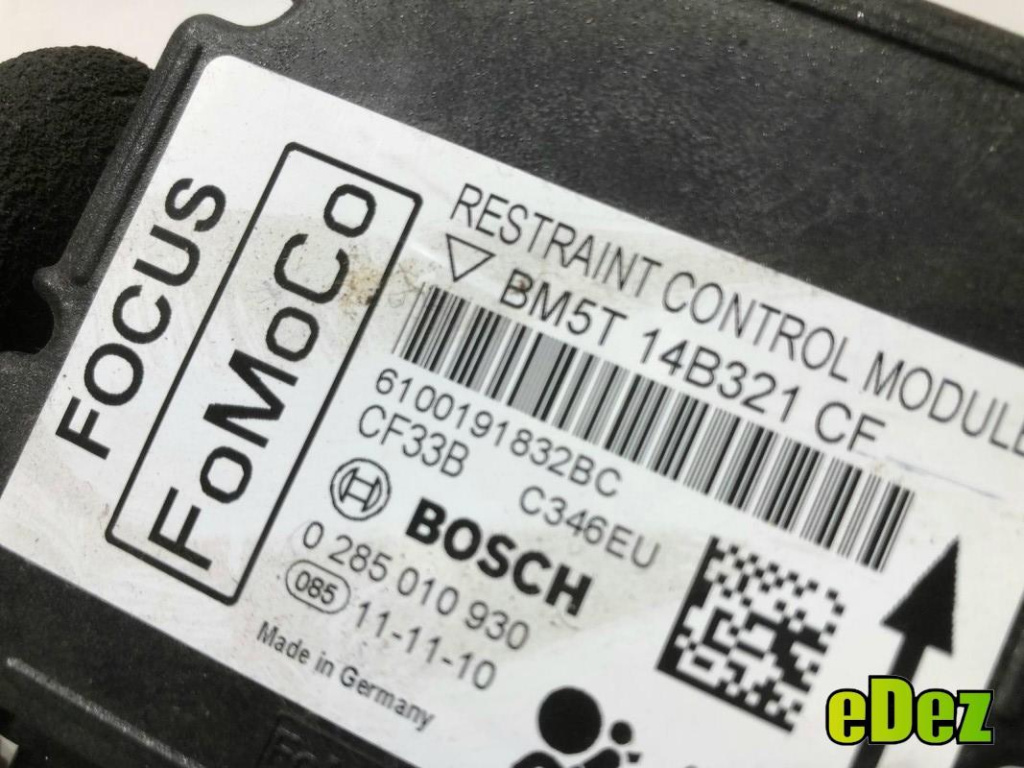 FOCUS
FoMoCo
RESTRAINT CONTROL MODULE
BM5T 14B321 CF
6100191832BC
CF33B C346EU
BOSCH
0 285 010 930
085 11-11-10
Made in Germany
eDez